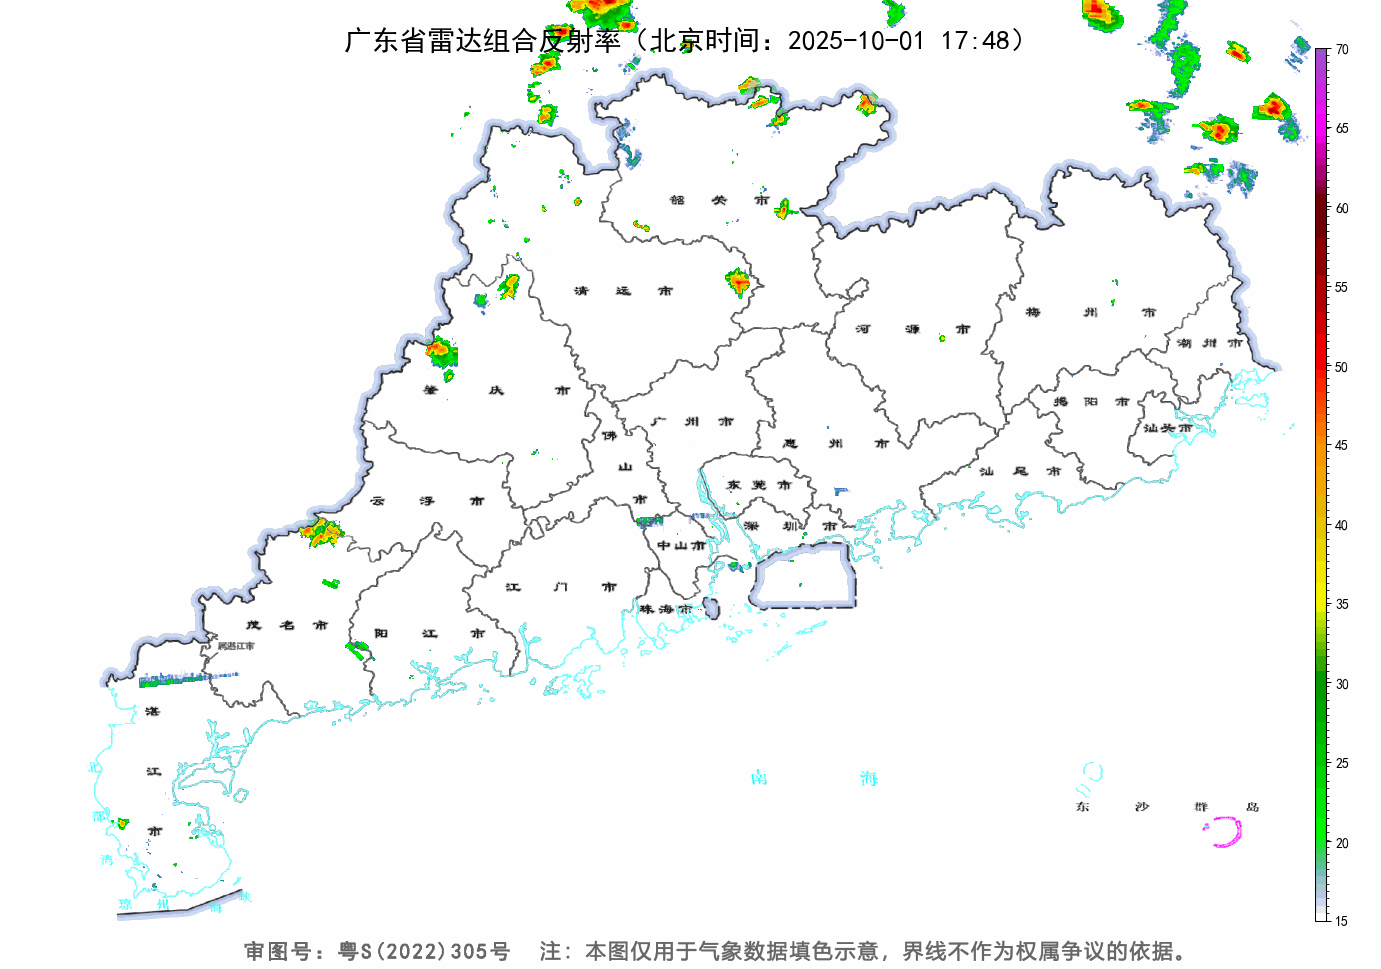 广东省雷达组合反射率（北京时间：2025-10-01 17:48）
70
65
60
55
50
45
40
35
30
25
20
15
韶关市
清远市
河源市
梅州市
潮州市
肇庆市
广州市
揭阳市
汕头市
佛山市
惠州市
汕尾市
云浮市
东莞市
深圳市
中山市
江门市
珠海市
茂名市
阳江市
属湛江市
湛江市
南海
北部湾
东沙群岛
琼州海峡
审图号：粤S(2022)305号 注：本图仅用于气象数据填色示意，界线不作为权属争议的依据。